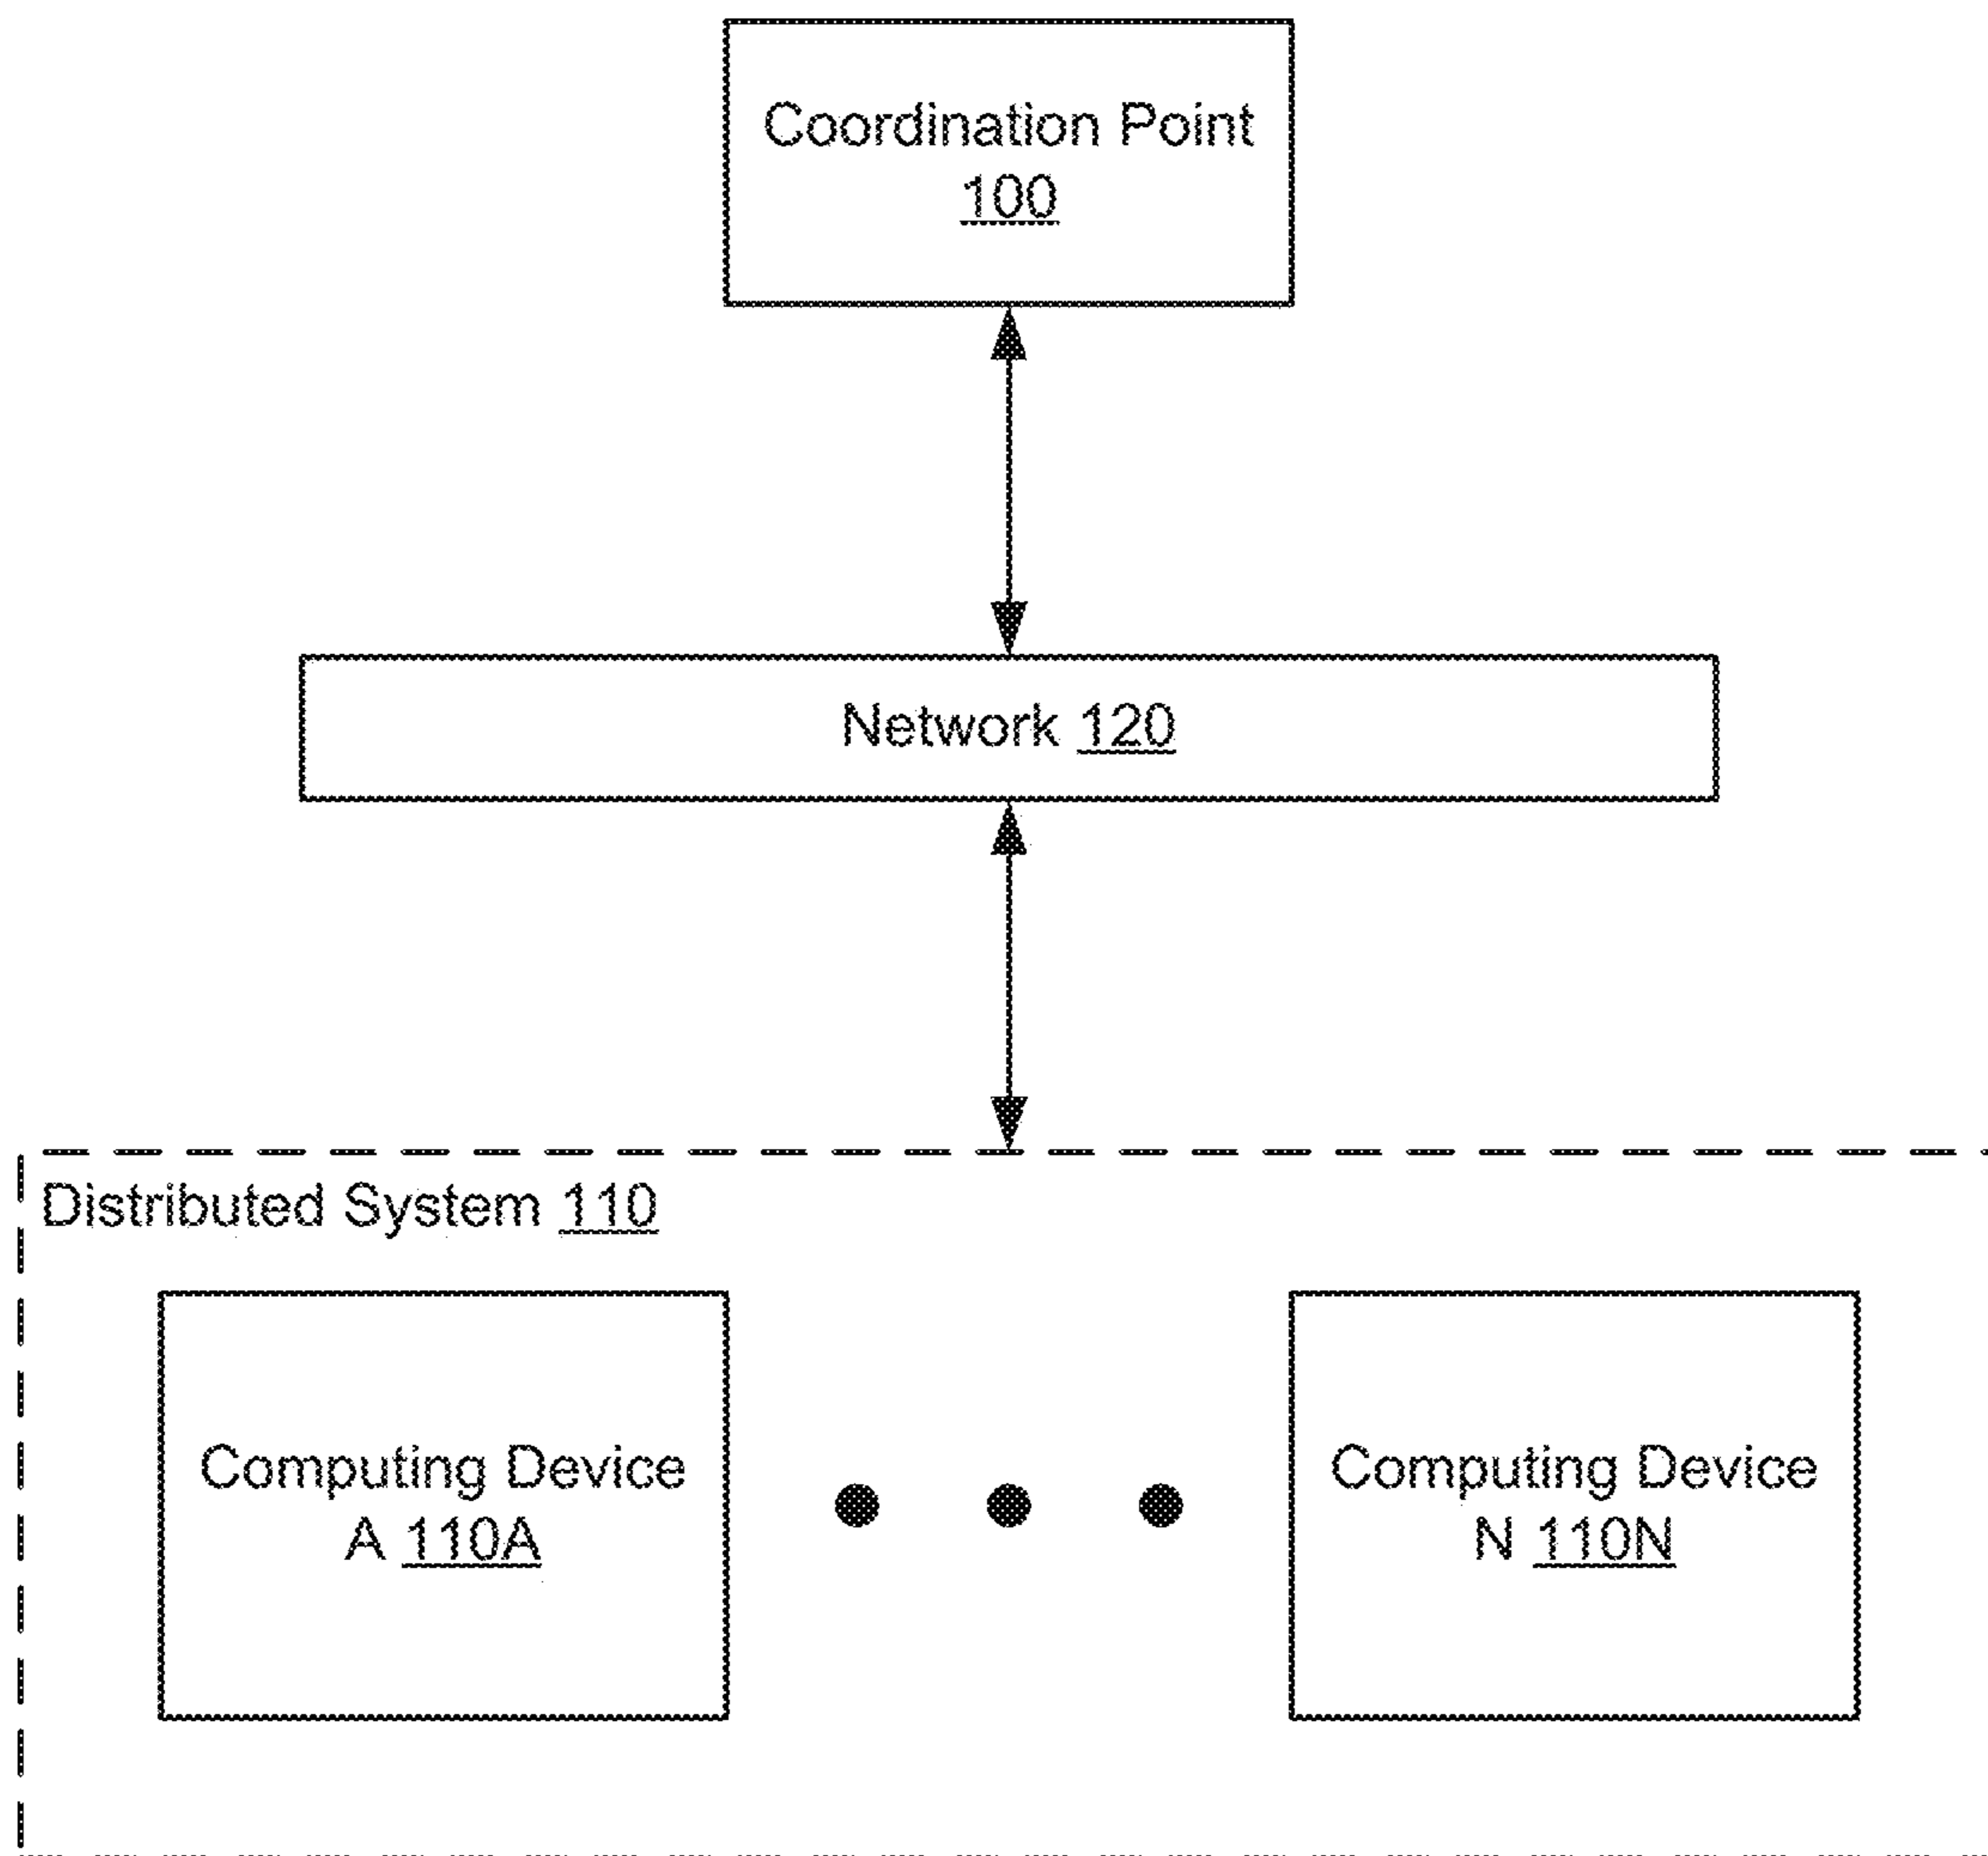 Coordination Point
100
Network 120
Distributed System 110
Computing Device
A 110A
Computing Device
N 110N